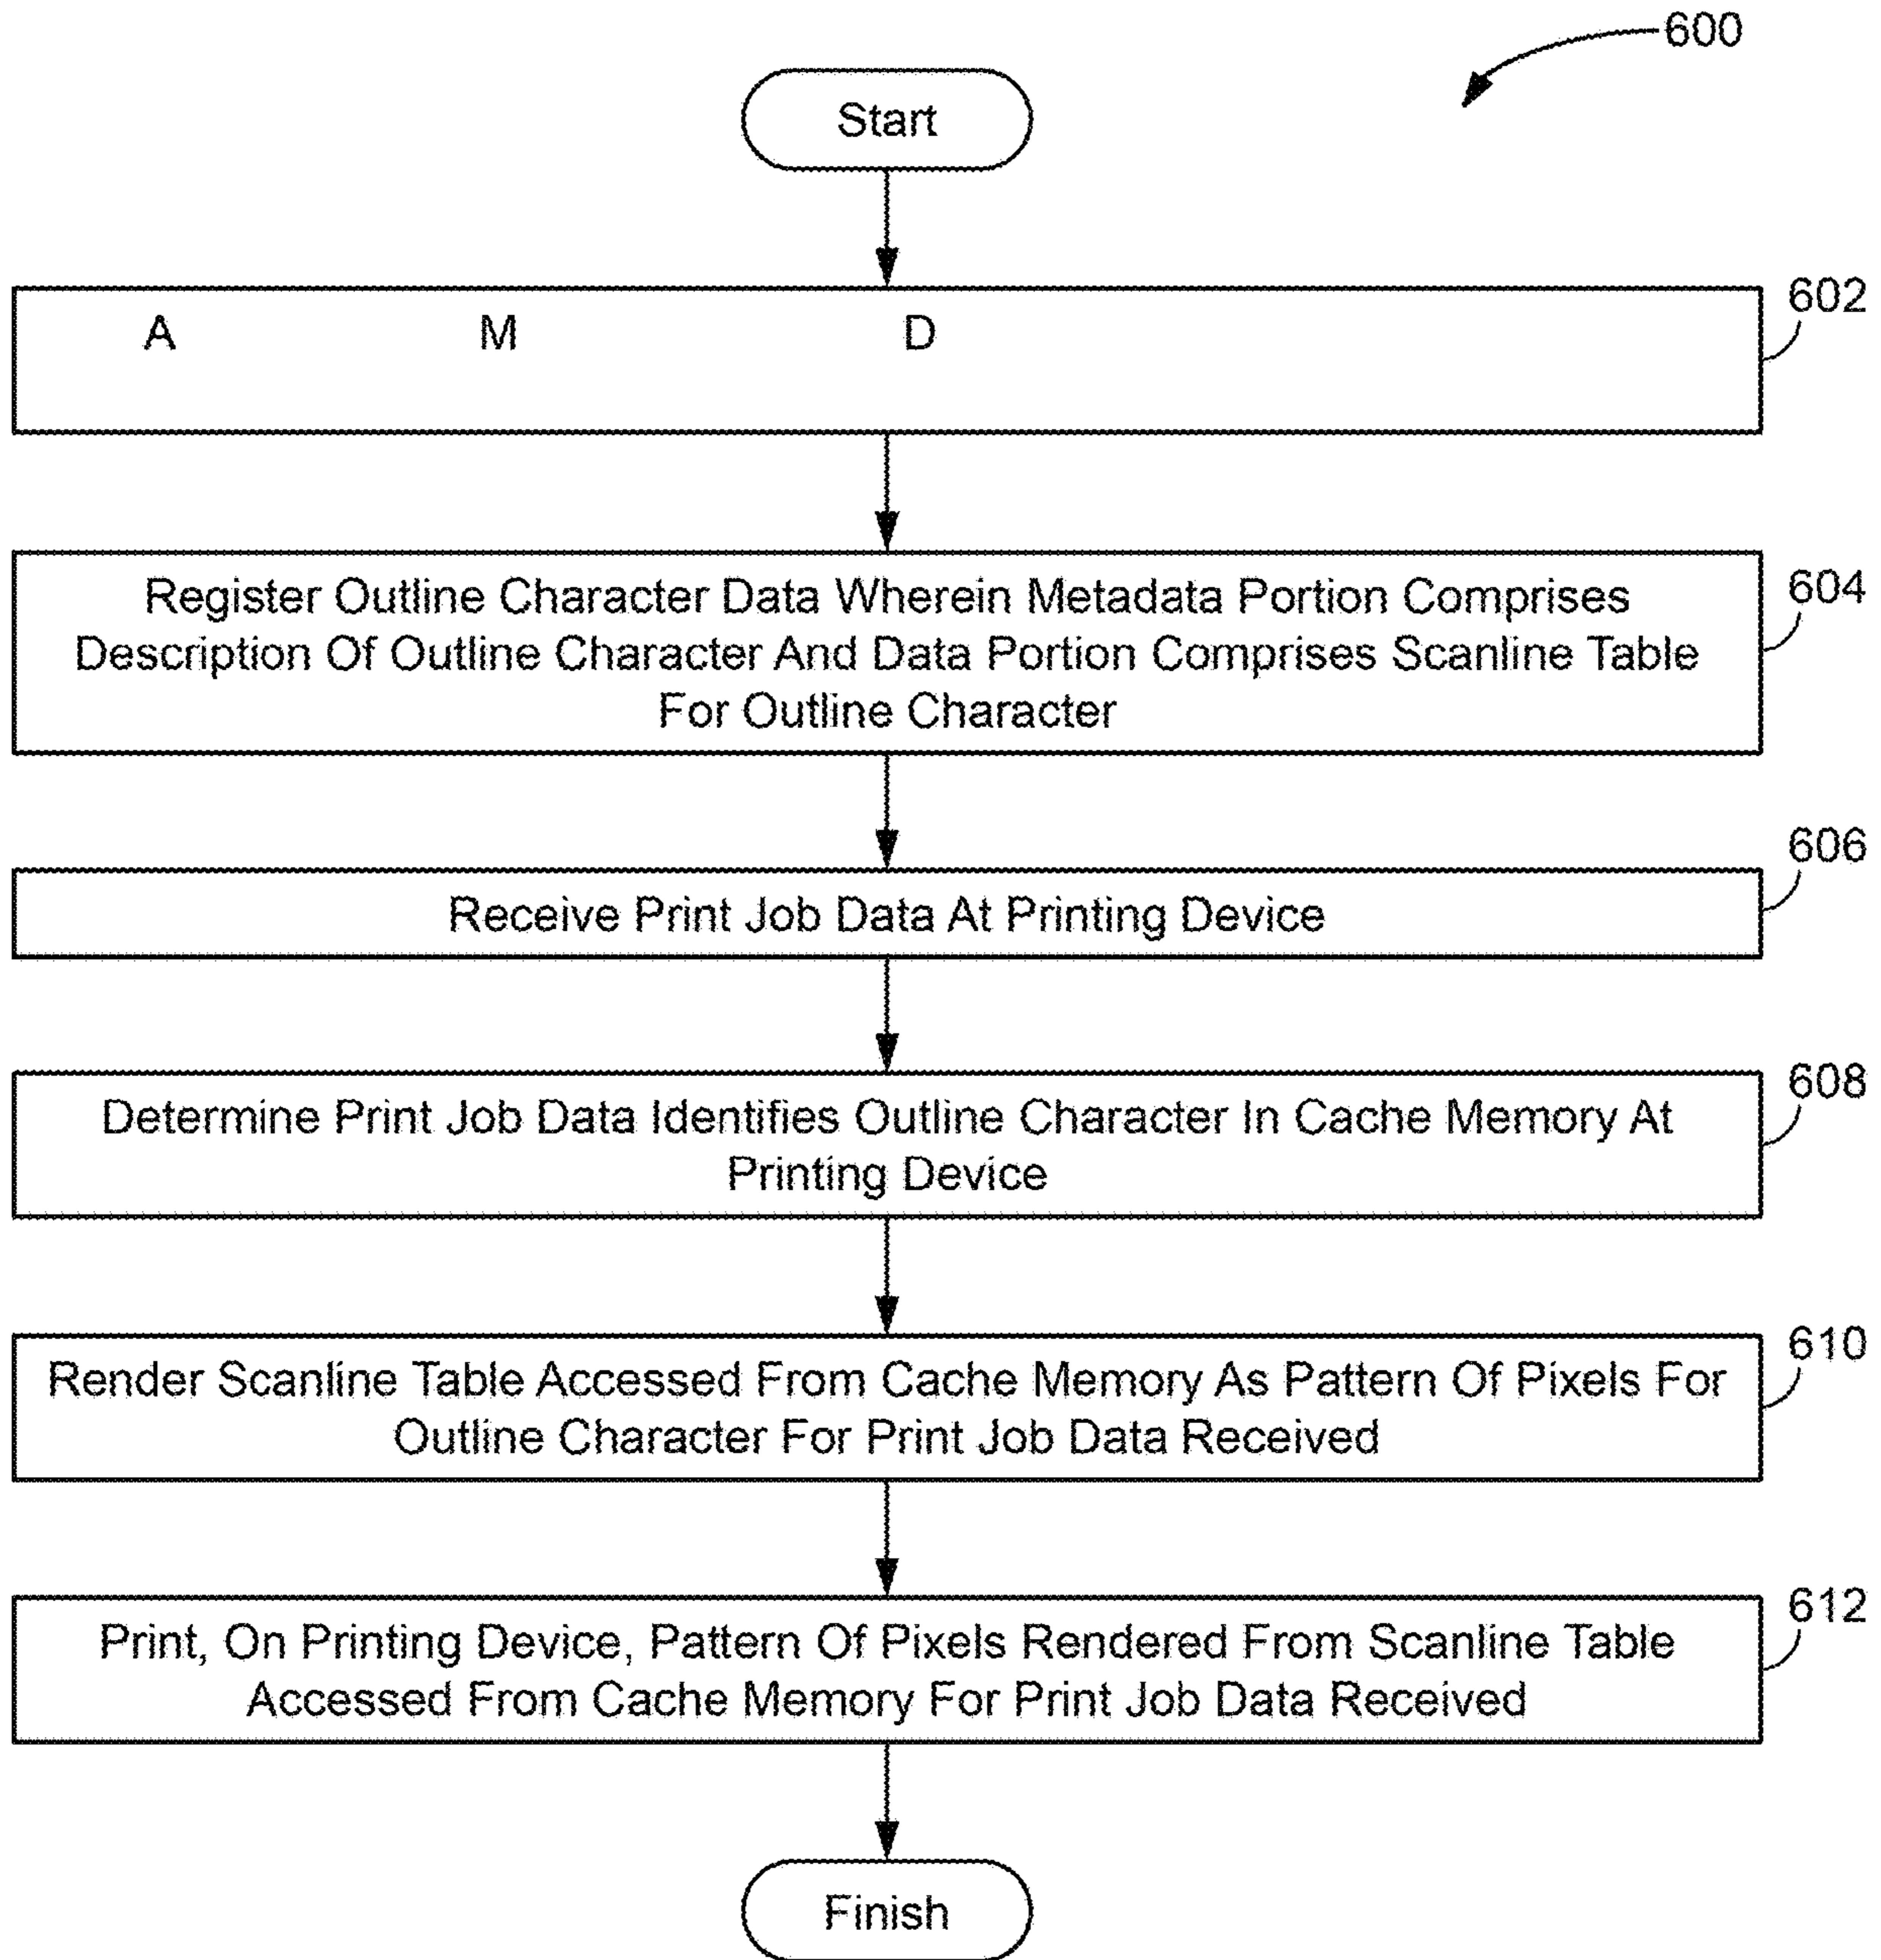 600
Start
602
A M D
604
Register Outline Character Data Wherein Metadata Portion Comprises
Description Of Outline Character And Data Portion Comprises Scanline Table
For Outline Character
606
Receive Print Job Data At Printing Device
608
Determine Print Job Data Identifies Outline Character In Cache Memory At
Printing Device
610
Render Scanline Table Accessed From Cache Memory As Pattern Of Pixels For
Outline Character For Print Job Data Received
612
Print, On Printing Device, Pattern Of Pixels Rendered From Scanline Table
Accessed From Cache Memory For Print Job Data Received
Finish